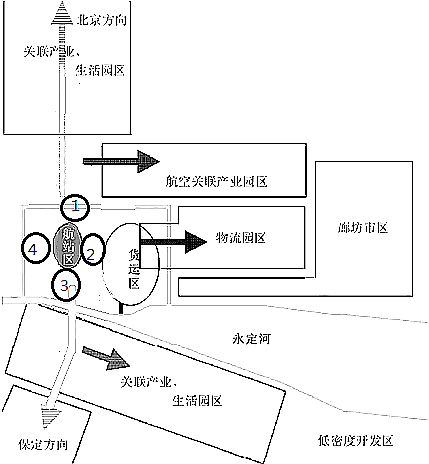 北京方向
关联产业、
生活园区
航空关联产业园区
1
航站区
4
2
3
货运区
物流园区
廊坊市区
永定河
关联产业、
生活园区
保定方向
低密度开发区